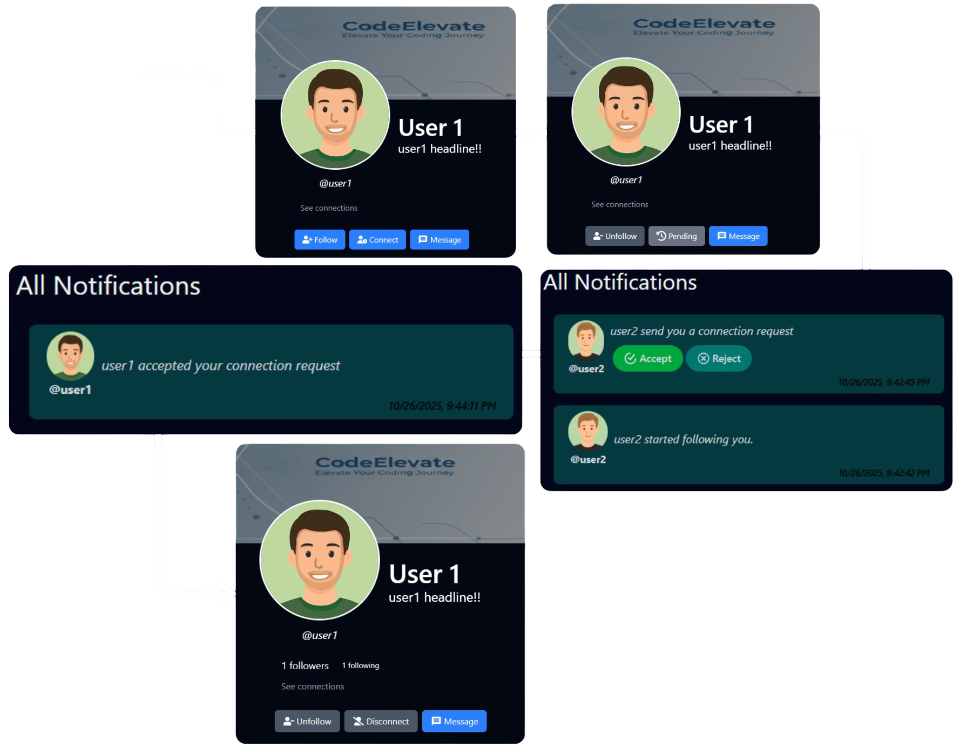 CodeElevate
Elevate Your Coding Journey
User 1
user1 headline!!
@user1
See connections
Follow Connect Message
CodeElevate
Elevate Your Coding Journey
User 1
user1 headline!!
@user1
See connections
Unfollow Pending Message
All Notifications
user1 accepted your connection request
@user1
10/26/2025, 9:44:11 PM
All Notifications
user2 send you a connection request
Accept Reject
@user2
10/26/2025, 9:42:45 PM
user2 started following you.
@user2
10/26/2025, 9:42:42 PM
CodeElevate
Elevate Your Coding Journey
User 1
user1 headline!!
@user1
1 followers 1 following
See connections
Unfollow Disconnect Message